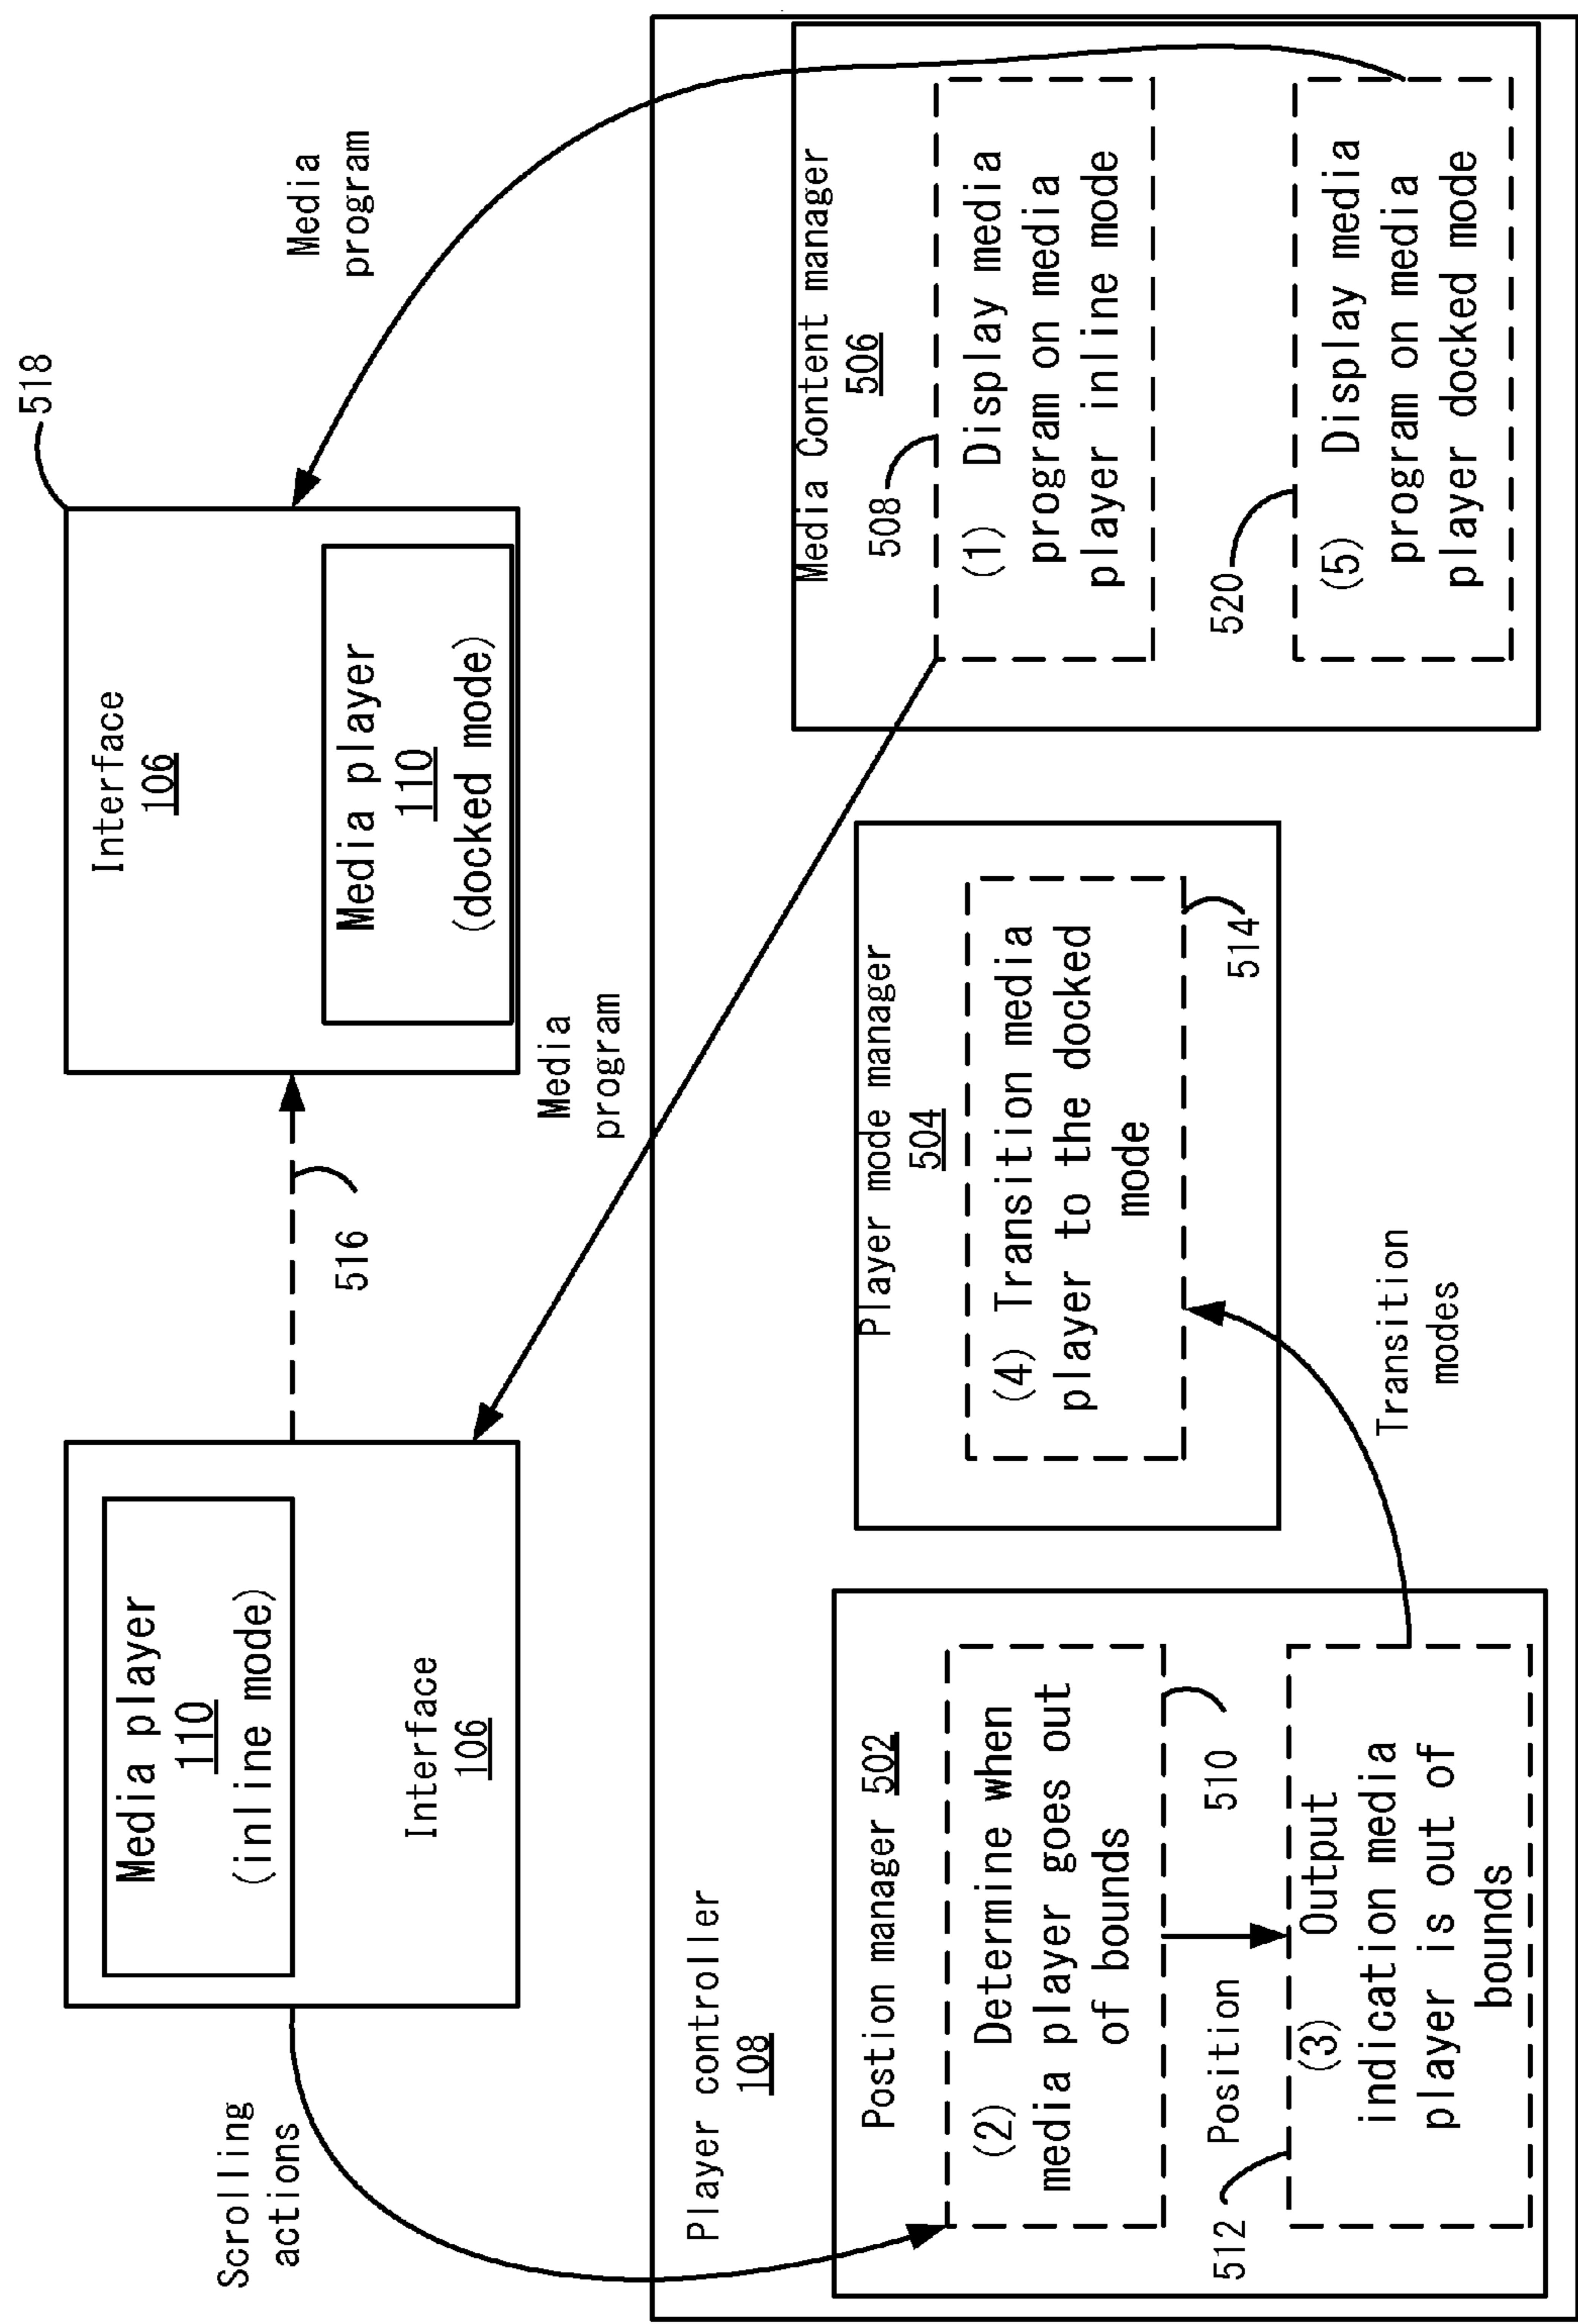 Scrolling
actions
Media player
110
(inline mode)
Interface
106
516
Interface
106
Media player
110
(docked mode)
518
Media
program
Media
program
Player controller
108
Postion manager 502
(2) Determine when
media player goes out
of bounds
510
Position
512
(3) Output
indication media
player is out of
bounds
Transition
modes
Player mode manager
504
(4) Transition media
player to the docked
mode
514
Media Content manager
506
508
(1) Display media
program on media
player inline mode
520
(5) Display media
program on media
player docked mode